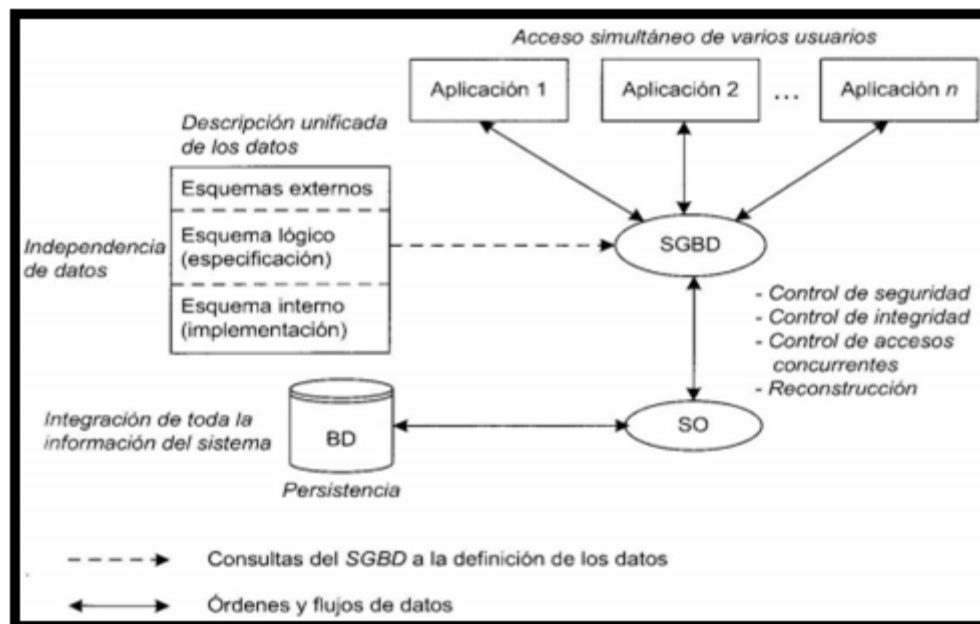 Acceso simultáneo de varios usuarios
Aplicación 1
Aplicación 2
...
Aplicación n
Descripción unificada
de los datos
Esquemas externos
Esquema lógico
(especificación)
Esquema interno
(implementación)
Independencia
de datos
SGBD
- Control de seguridad
- Control de integridad
- Control de accesos
concurrentes
- Reconstrucción
SO
Integración de toda la
información del sistema
BD
Persistencia
Consultas del SGBD a la definición de los datos
Órdenes y flujos de datos